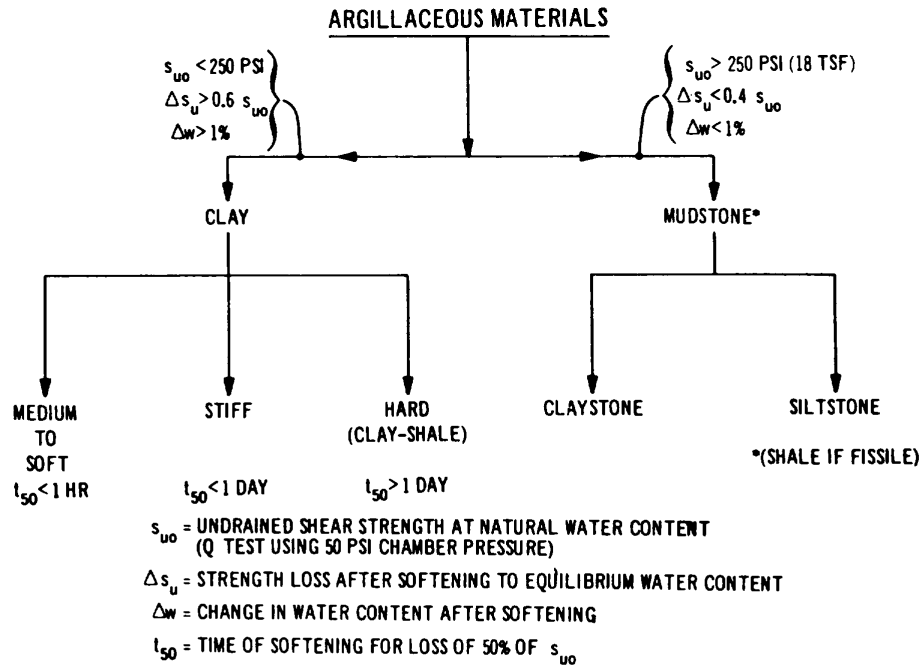 ARGILLACEOUS MATERIALS
s_uo < 250 PSI
Δs_u > 0.6 s_uo
Δw > 1%
s_uo > 250 PSI (18 TSF)
Δs_u < 0.4 s_uo
Δw < 1%
CLAY
MUDSTONE*
MEDIUM
TO
SOFT
t_50 < 1 HR
STIFF
t_50 < 1 DAY
HARD
(CLAY-SHALE)
t_50 > 1 DAY
CLAYSTONE
SILTSTONE
*(SHALE IF FISSILE)
s_uo = UNDRAINED SHEAR STRENGTH AT NATURAL WATER CONTENT
(Q TEST USING 50 PSI CHAMBER PRESSURE)
Δs_u = STRENGTH LOSS AFTER SOFTENING TO EQUILIBRIUM WATER CONTENT
Δw = CHANGE IN WATER CONTENT AFTER SOFTENING
t_50 = TIME OF SOFTENING FOR LOSS OF 50% OF s_uo